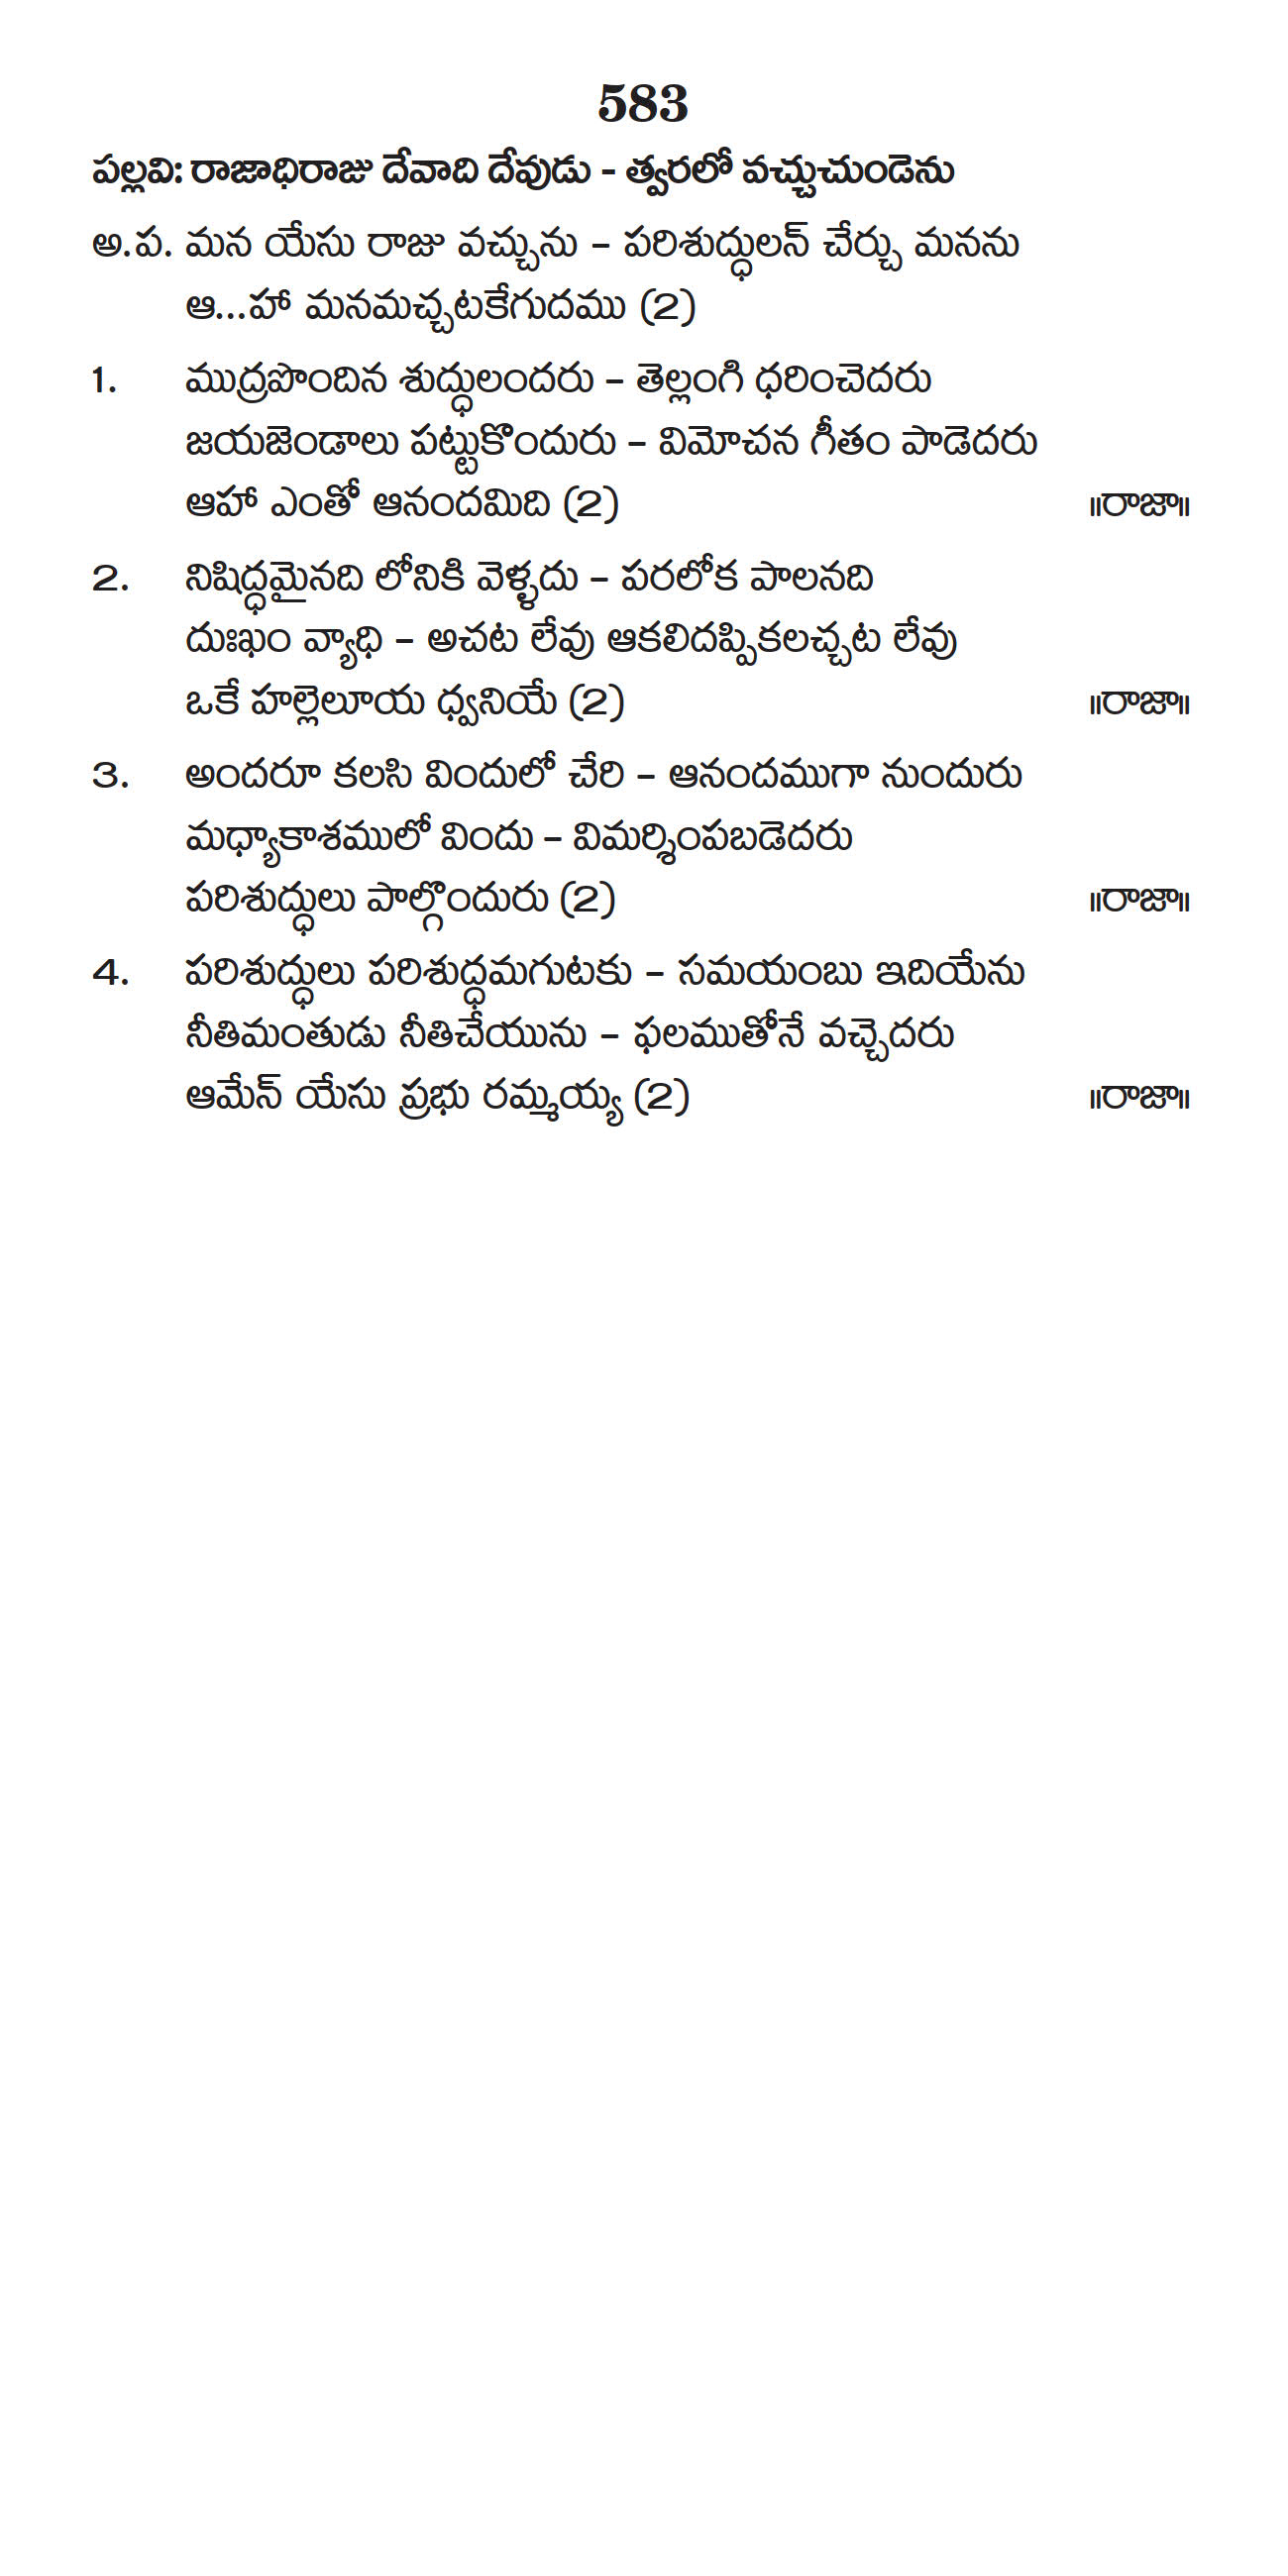 583
పల్లవి: రాజాధిరాజు దేవాది దేవుడు - త్వరలో వచ్చుచుండెను
అ.ప. మన యేసు రాజు వచ్చును – పరిశుద్ధులన్ చేర్చు మనను
ఆ...హా మనమచ్చటకేగుదము (2)
1. ముద్రపొందిన శుద్ధులందరు – తెల్లంగి ధరించెదరు
జయజెండాలు పట్టుకొందురు – విమోచన గీతం పాడెదరు
ఆహా ఎంతో ఆనందమిది (2) ॥రాజా॥
2. నిషిద్ధమైనది లోనికి వెళ్ళదు – పరలోక పాలనది
దుఃఖం వ్యాధి – అచట లేవు ఆకలిదప్పికలచ్చట లేవు
ఒకే హల్లెలూయ ధ్వనియే (2) ॥రాజా॥
3. అందరూ కలసి విందులో చేరి – ఆనందముగా నుందురు
మధ్యాకాశములో విందు – విమర్శింపబడెదరు
పరిశుద్ధులు పాల్గొందురు (2) ॥రాజా॥
4. పరిశుద్ధులు పరిశుద్ధమగుటకు – సమయంబు ఇదియేను
నీతిమంతుడు నీతిచేయును – ఫలముతోనే వచ్చెదరు
ఆమేన్ యేసు ప్రభు రమ్మయ్య (2) ॥రాజా॥